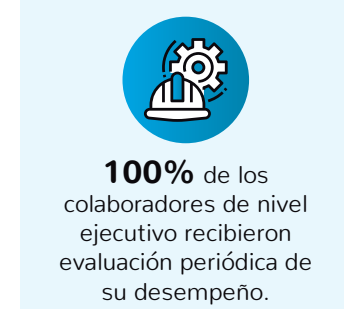 100% de los
colaboradores de nivel
ejecutivo recibieron
evaluación periódica de
su desempeño.